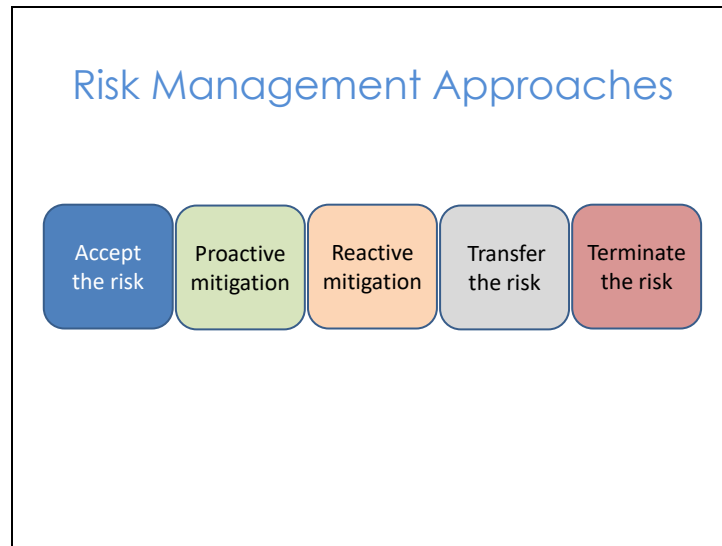 Risk Management Approaches
Accept
the risk
Proactive
mitigation
Reactive
mitigation
Transfer
the risk
Terminate
the risk